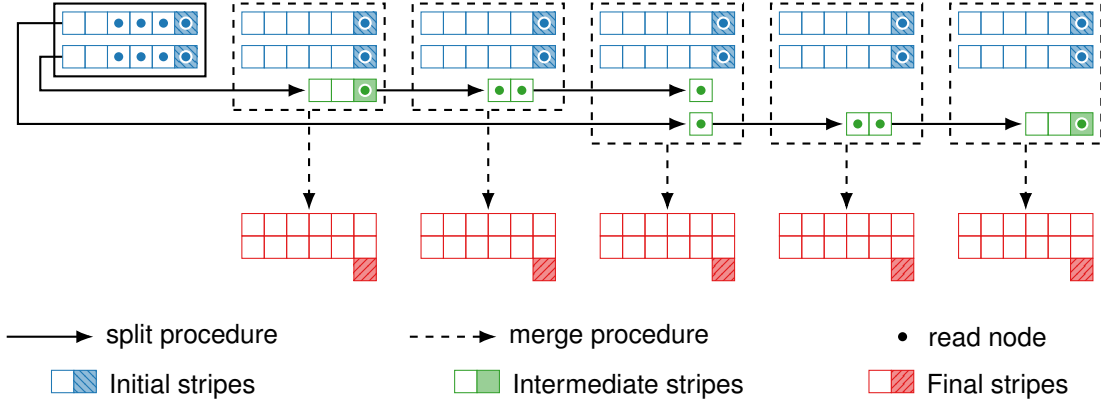 split procedure merge procedure read node
Initial stripes Intermediate stripes Final stripes